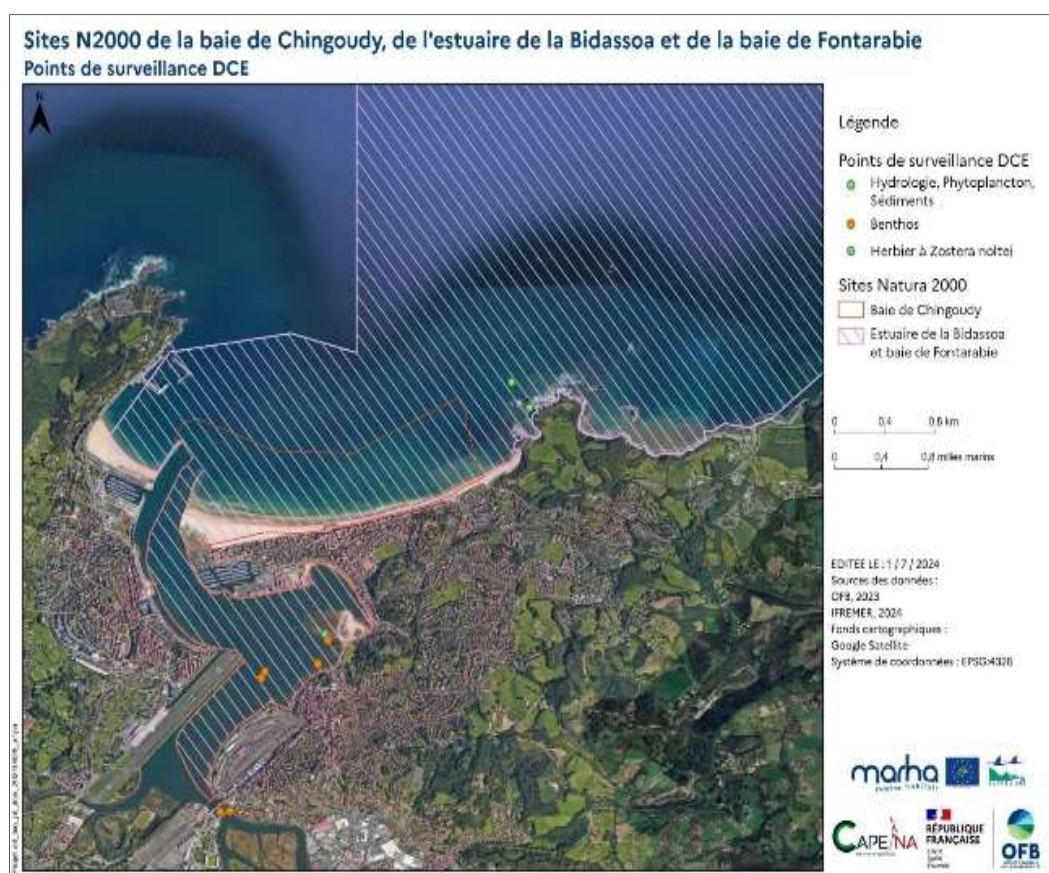 Sites N2000 de la baie de Chingoudy, de l'estuaire de la Bidassoa et de la baie de Fontarabie
Points de surveillance DCE
N
Légende
Points de surveillance DCE
Hydrologie, Phytoplancton,
Sédiments
Benthos
Herbier à Zostera noltei
Sites Natura 2000
Baie de Chingoudy
Estuaire de la Bidassoa
et baie de Fontarabie
0 0,4 0,8 km
0 0,4 0,8 milles marins
EDITEE LE : 1 / 7 / 2024
Sources des données :
OFB, 2023
IFREMER, 2024
Fonds cartographiques :
Google Satellite
Système de coordonnées : EPSG:4326
marha
marine habitats
CAPENA
RÉPUBLIQUE
FRANÇAISE
OFB